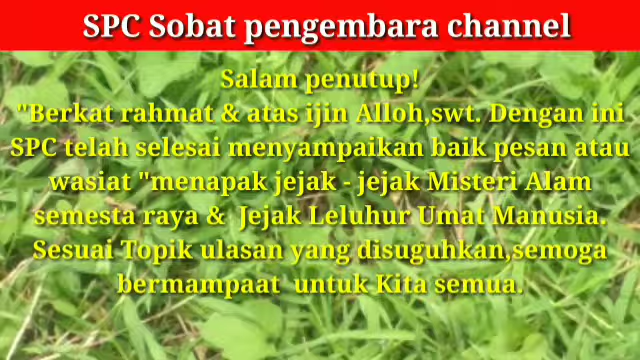 SPC Sobat pengembara channel
Salam penutup!
"Berkat rahmat & atas ijin Alloh,swt. Dengan ini
SPC telah selesai menyampaikan baik pesan atau
wasiat "menapak jejak - jejak Misteri Alam
semesta raya &  Jejak Leluhur Umat Manusia.
Sesuai Topik ulasan yang disuguhkan,semoga
bermampaat  untuk Kita semua.